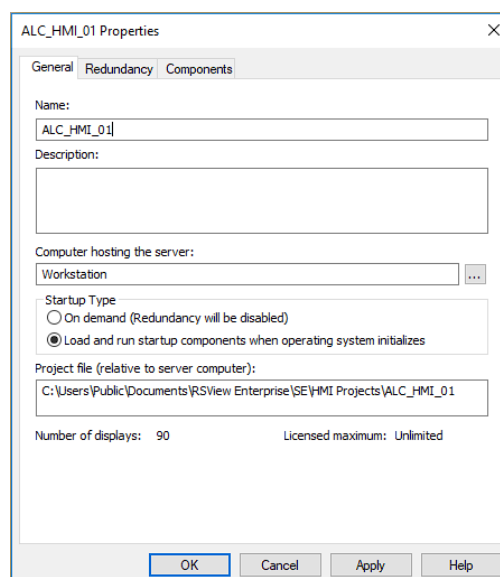 ALC_HMI_01 Properties
General Redundancy Components
Name:
ALC_HMI_01
Description:
Computer hosting the server:
Workstation
...
Startup Type
On demand (Redundancy will be disabled)
Load and run startup components when operating system initializes
Project file (relative to server computer):
C:\Users\Public\Documents\RSView Enterprise\SE\HMI Projects\ALC_HMI_01
Number of displays: 90 Licensed maximum: Unlimited
OK Cancel Apply Help